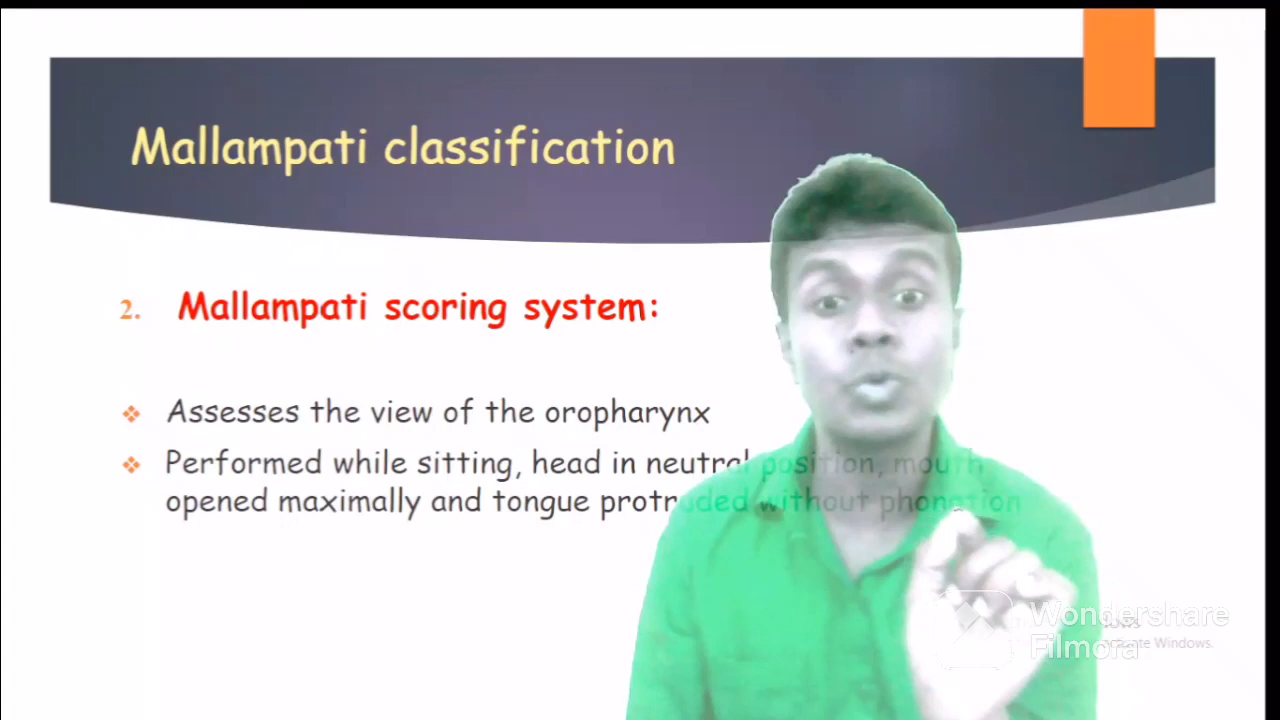 Mallampati classification
2. Mallampati scoring system:
❖ Assesses the view of the oropharynx
❖ Performed while sitting, head in neutral position, mouth
opened maximally and tongue protruded without phonation
Wondershare
Filmora
Windows.